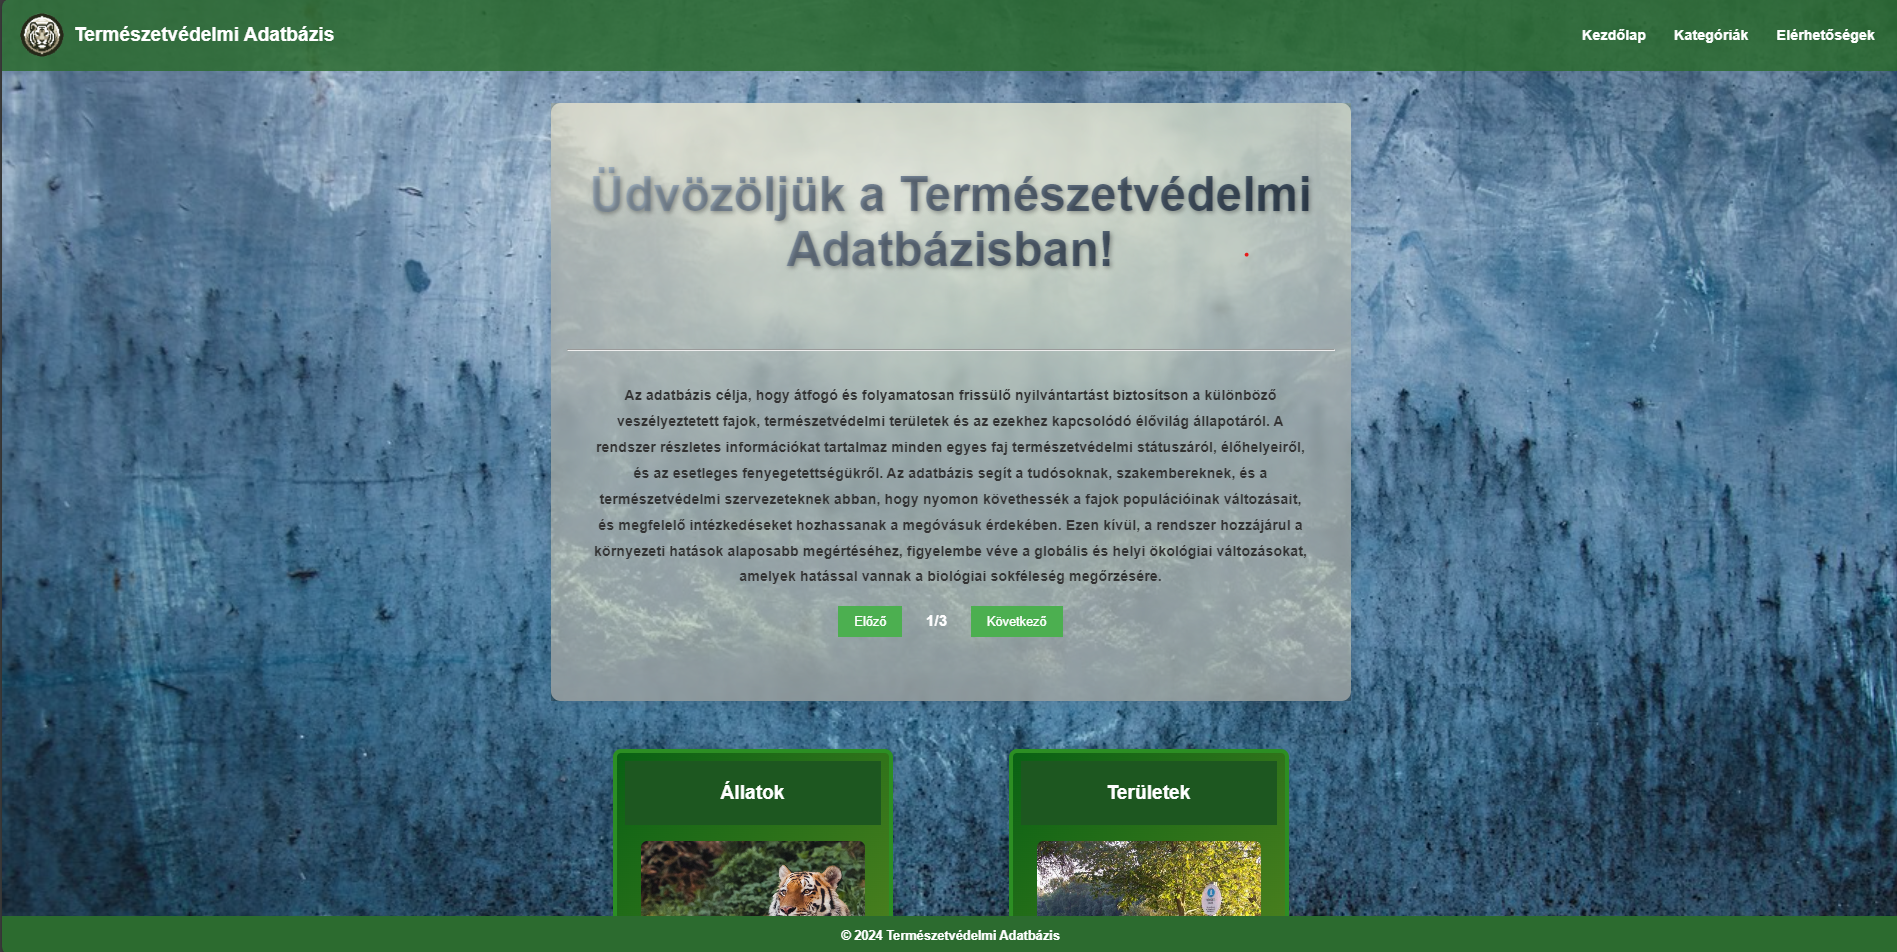 Természetvédelmi Adatbázis
Kezdőlap
Kategóriák
Elérhetőségek
Üdvözöljük a Természetvédelmi
Adatbázisban!
Az adatbázis célja, hogy átfogó és folyamatosan frissülő nyilvántartást biztosítson a különböző
veszélyeztetett fajok, természetvédelmi területek és az ezekhez kapcsolódó élővilág állapotáról. A
rendszer részletes információkat tartalmaz minden egyes faj természetvédelmi státuszáról, élőhelyeiről,
és az esetleges fenyegetettségükről. Az adatbázis segít a tudósoknak, szakembereknek, és a
természetvédelmi szervezeteknek abban, hogy nyomon követhessék a fajok populációinak változásait,
és megfelelő intézkedéseket hozhassanak a megóvásuk érdekében. Ezen kívül, a rendszer hozzájárul a
környezeti hatások alaposabb megértéséhez, figyelembe véve a globális és helyi ökológiai változásokat,
amelyek hatással vannak a biológiai sokféleség megőrzésére.
Előző
1/3
Következő
Állatok
Területek
© 2024 Természetvédelmi Adatbázis